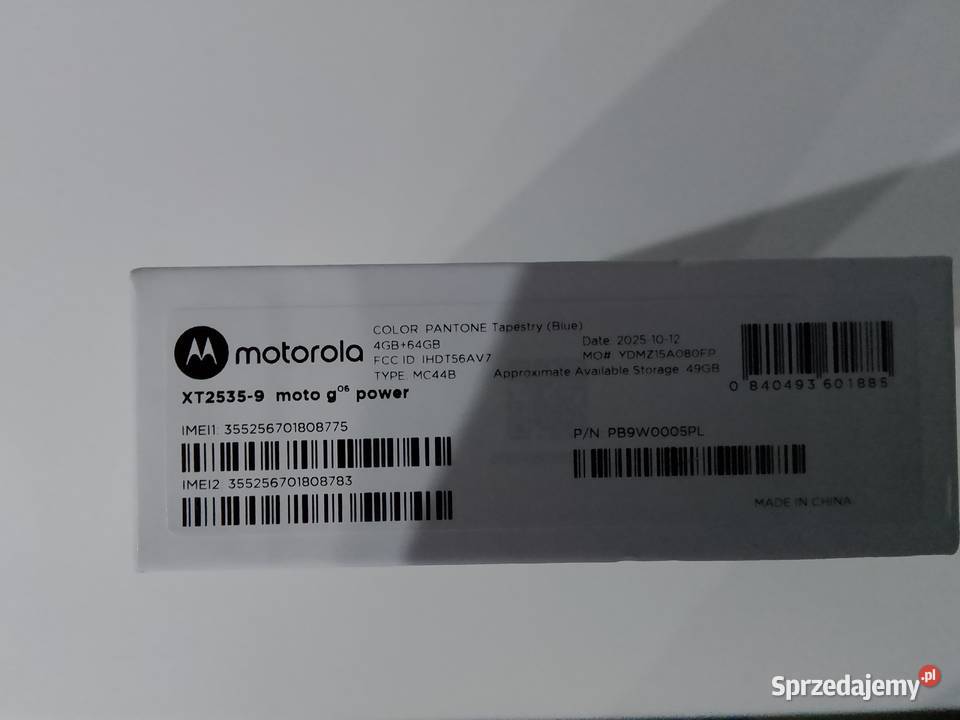 motorola
COLOR PANTONE Tapestry (Blue)
4GB+64GB
FCC ID: IHDT56AV7
TYPE: MC44B
Date: 2025-10-12
MO# YDMZ15A080FP
Approximate Available Storage: 49GB
0 840493 601885
XT2535-9 moto g06 power
IMEI1: 355256701808775
IMEI2: 355256701808783
P/N PB9W0005PL
MADE IN CHINA
Sprzedajemy.pl